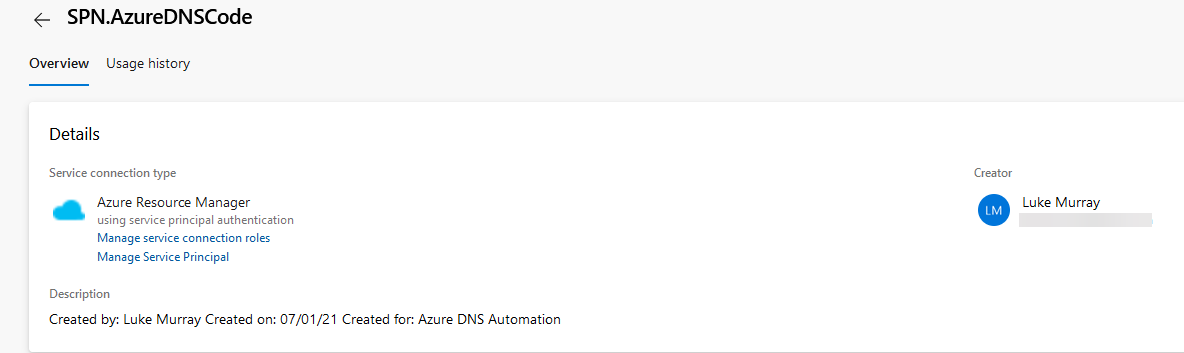 SPN.AzureDNSCode
Overview
Usage history
Details
Service connection type
Creator
Azure Resource Manager
using service principal authentication
Manage service connection roles
Manage Service Principal
LM
Luke Murray
Description
Created by: Luke Murray Created on: 07/01/21 Created for: Azure DNS Automation